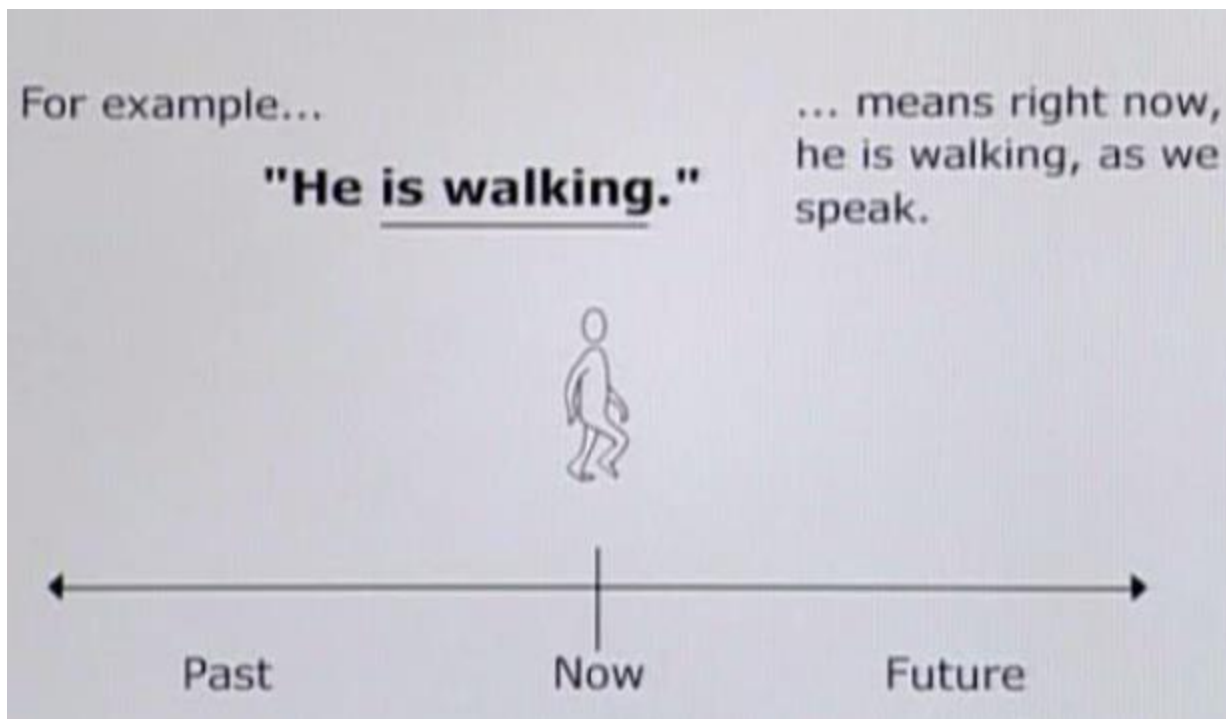 For example...
"He is walking."
... means right now,
he is walking, as we
speak.
Past
Now
Future